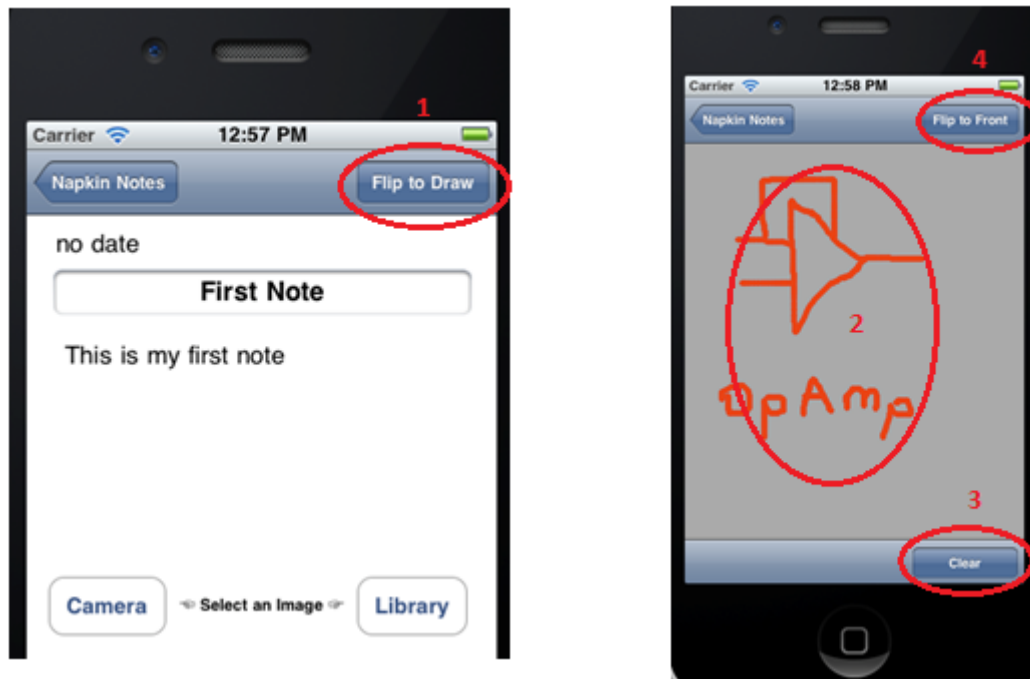 1
Carrier 12:57 PM
Napkin Notes Flip to Draw
no date
First Note
This is my first note
Camera ☜ Select an Image ☞ Library
4
Carrier 12:58 PM
Napkin Notes Flip to Front
2
OpAmp
3
Clear